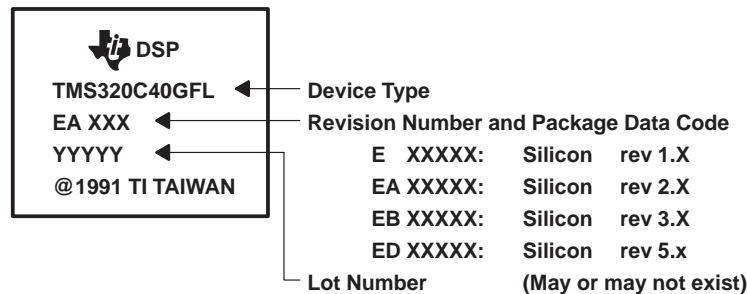 DSP
TMS320C40GFL
EA XXX
YYYYY
@1991 TI TAIWAN
Device Type
Revision Number and Package Data Code
E XXXXX: Silicon rev 1.X
EA XXXXX: Silicon rev 2.X
EB XXXXX: Silicon rev 3.X
ED XXXXX: Silicon rev 5.x
Lot Number (May or may not exist)